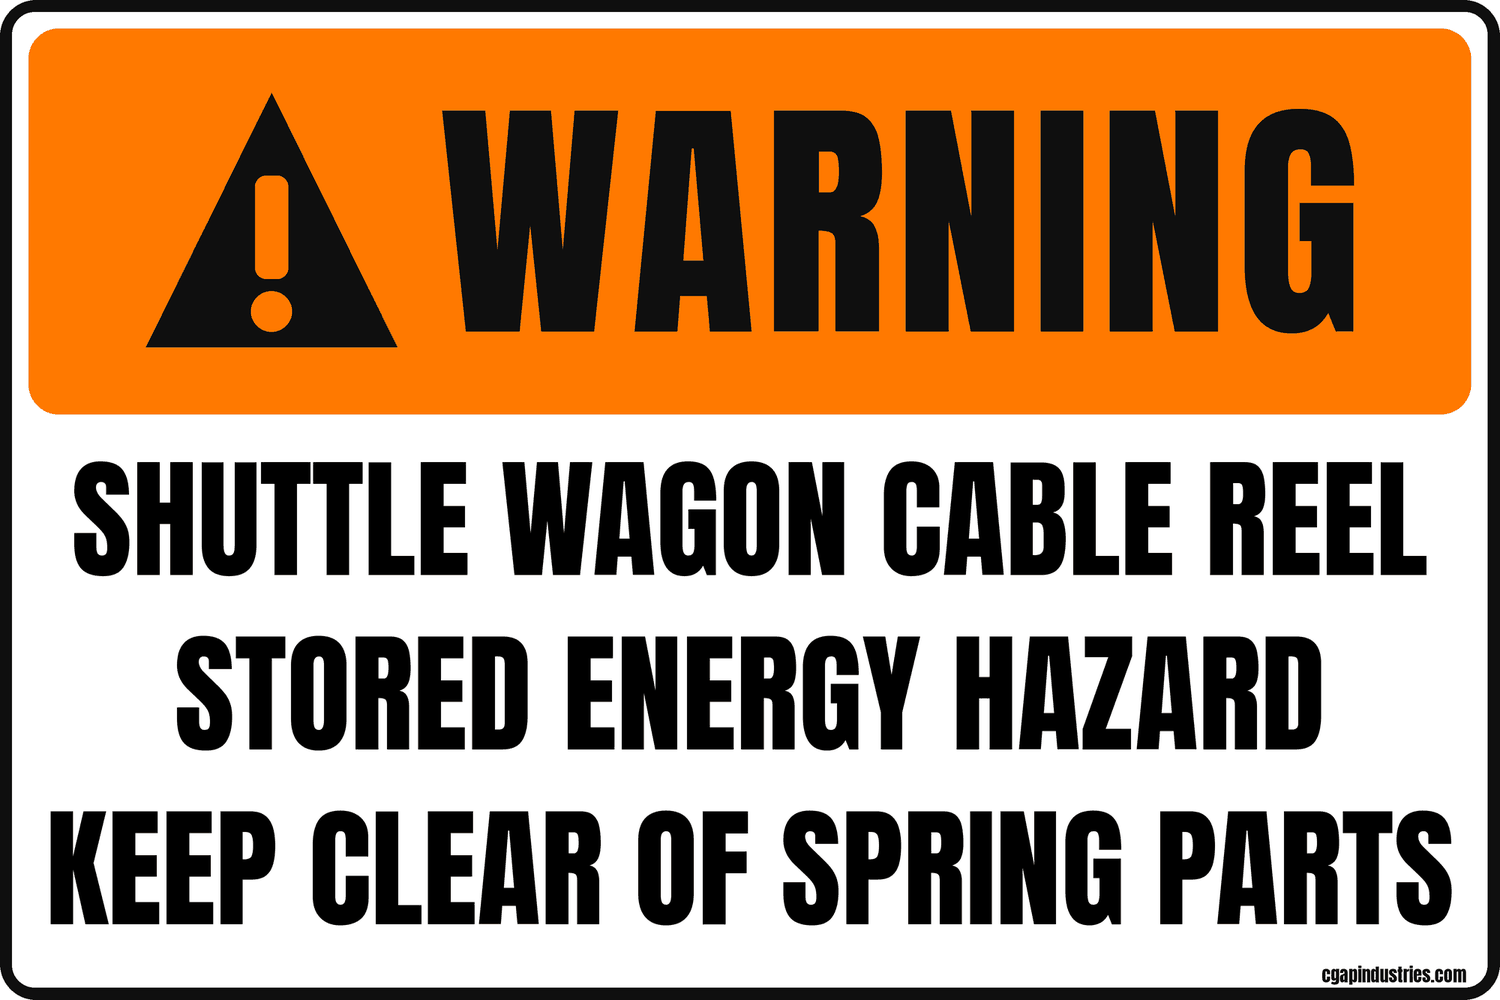 WARNING
SHUTTLE WAGON CABLE REEL
STORED ENERGY HAZARD
KEEP CLEAR OF SPRING PARTS
cgapindustries.com